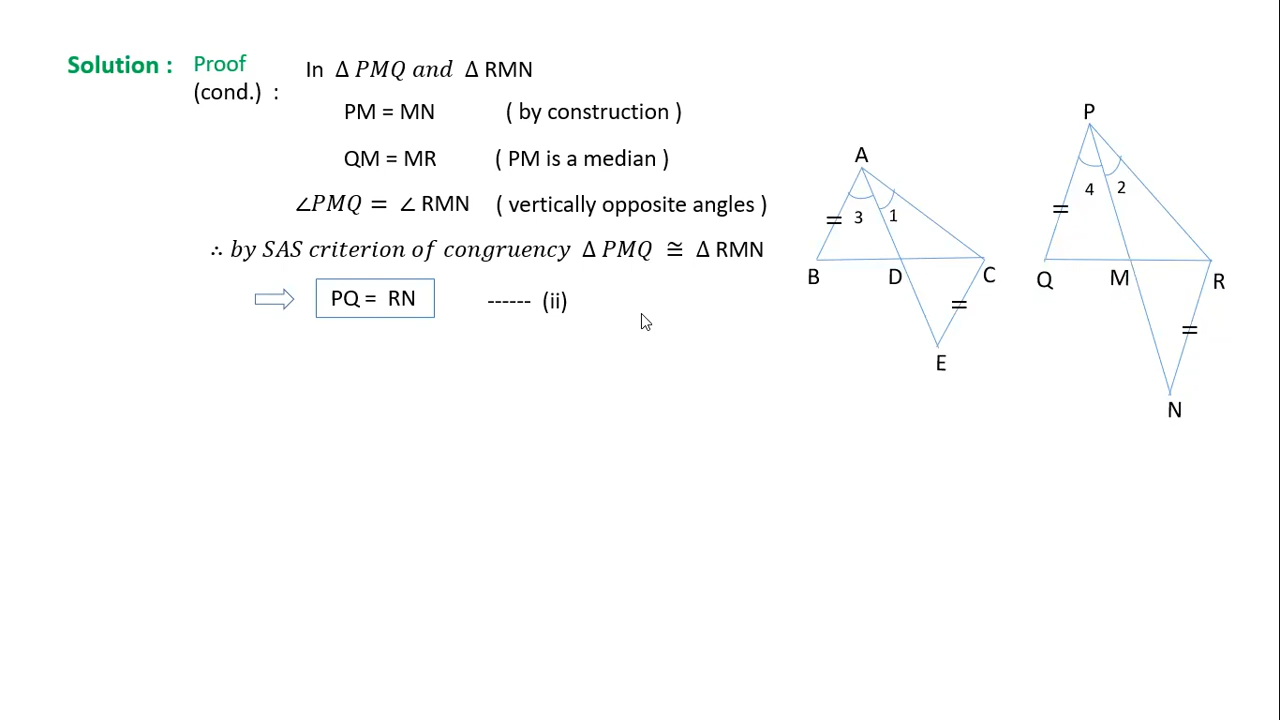 Solution : Proof
(cond.) :
In Δ PMQ and Δ RMN
PM = MN ( by construction )
QM = MR ( PM is a median )
∠PMQ = ∠ RMN ( vertically opposite angles )
∴ by SAS criterion of congruency Δ PMQ ≅ Δ RMN
PQ = RN ------ (ii)
A
3 1
B D C
E
P
4 2
Q M R
N